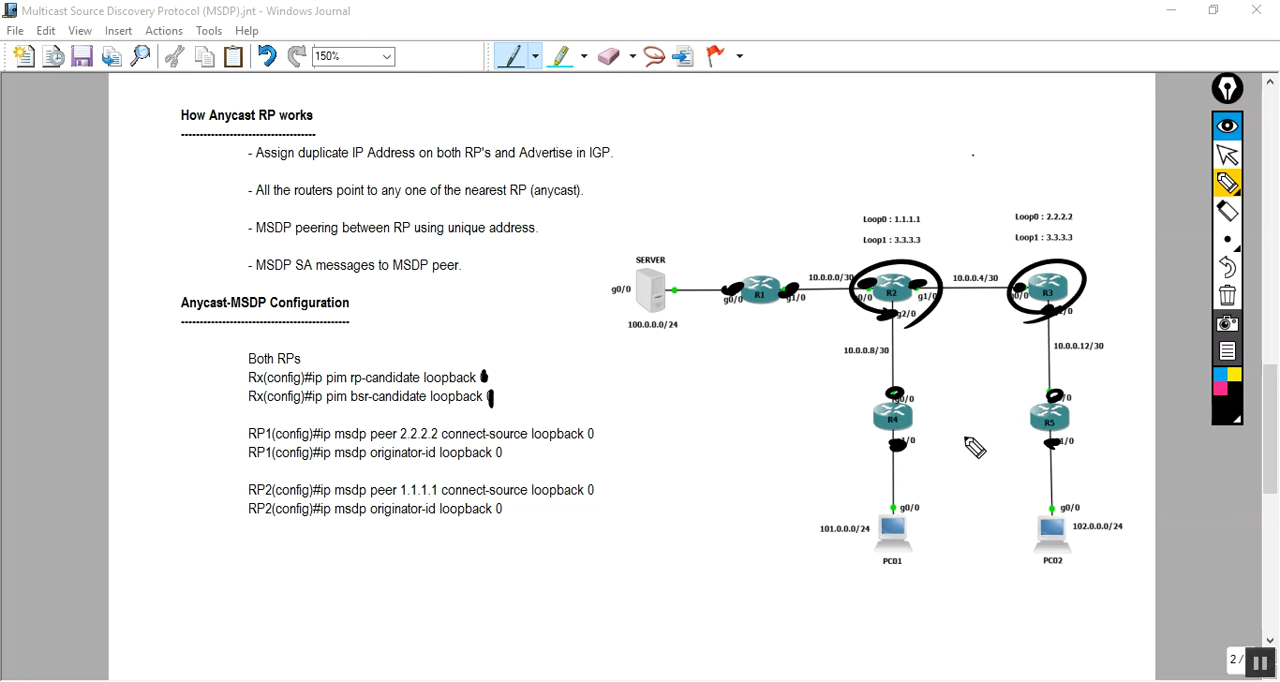 Multicast Source Discovery Protocol (MSDP).jnt - Windows Journal
File Edit View Insert Actions Tools Help
150%
How Anycast RP works
-----------------------------------
- Assign duplicate IP Address on both RP's and Advertise in IGP.
- All the routers point to any one of the nearest RP (anycast).
- MSDP peering between RP using unique address.
- MSDP SA messages to MSDP peer.
Anycast-MSDP Configuration
--------------------------------------------
Both RPs
Rx(config)#ip pim rp-candidate loopback
Rx(config)#ip pim bsr-candidate loopback
RP1(config)#ip msdp peer 2.2.2.2 connect-source loopback 0
RP1(config)#ip msdp originator-id loopback 0
RP2(config)#ip msdp peer 1.1.1.1 connect-source loopback 0
RP2(config)#ip msdp originator-id loopback 0
Loop0 : 1.1.1.1
Loop1 : 3.3.3.3
Loop0 : 2.2.2.2
Loop1 : 3.3.3.3
SERVER
g0/0
100.0.0.0/24
g0/0
R1
g1/0
10.0.0.0/30
R2
g1/0
g2/0
10.0.0.4/30
R3
10.0.0.8/30
10.0.0.12/30
R4
R5
g0/0
g0/0
101.0.0.0/24
102.0.0.0/24
PC01
PC02
2 /